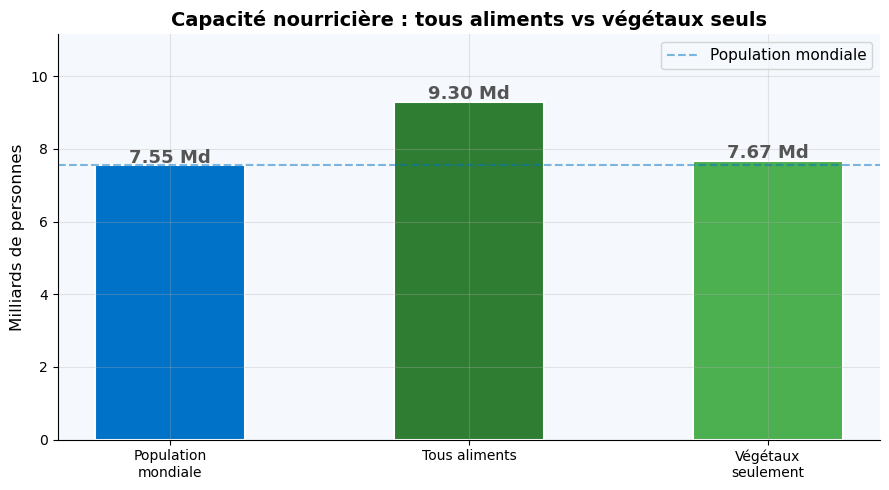 Capacité nourricière : tous aliments vs végétaux seuls
Population mondiale
Milliards de personnes
10
8
6
4
2
0
7.55 Md
9.30 Md
7.67 Md
Population
mondiale
Tous aliments
Végétaux
seulement